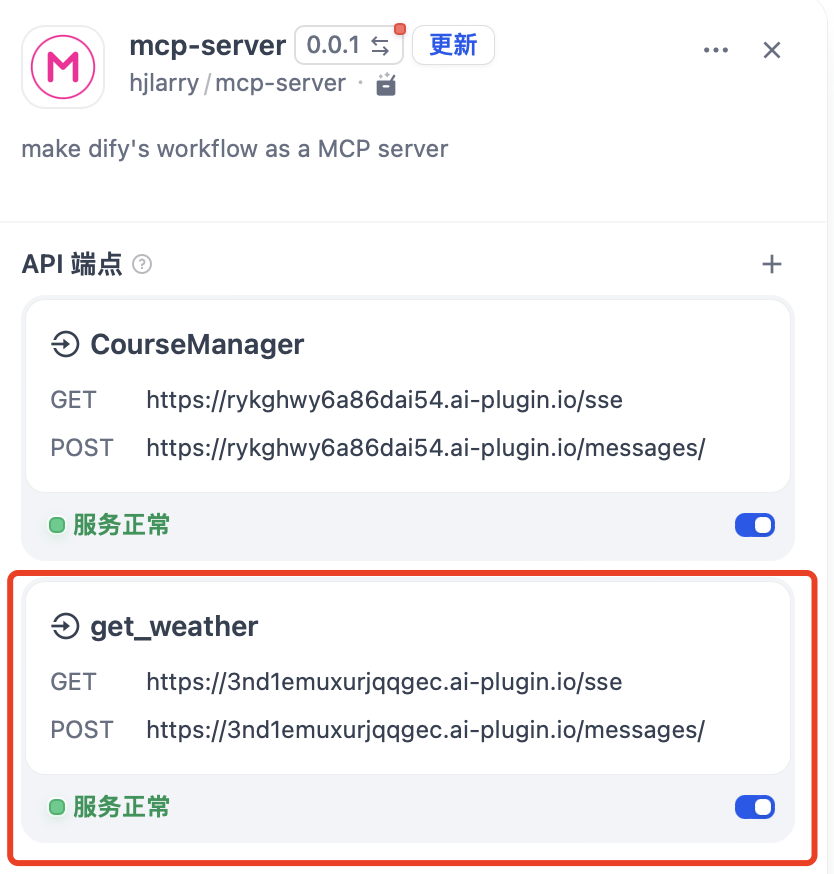 M
mcp-server 0.0.1 更新
hjlarry / mcp-server ·
make dify's workflow as a MCP server
API 端点 ?
CourseManager
GET https://rykghwy6a86dai54.ai-plugin.io/sse
POST https://rykghwy6a86dai54.ai-plugin.io/messages/
服务正常
get_weather
GET https://3nd1emuxurjqqgec.ai-plugin.io/sse
POST https://3nd1emuxurjqqgec.ai-plugin.io/messages/
服务正常